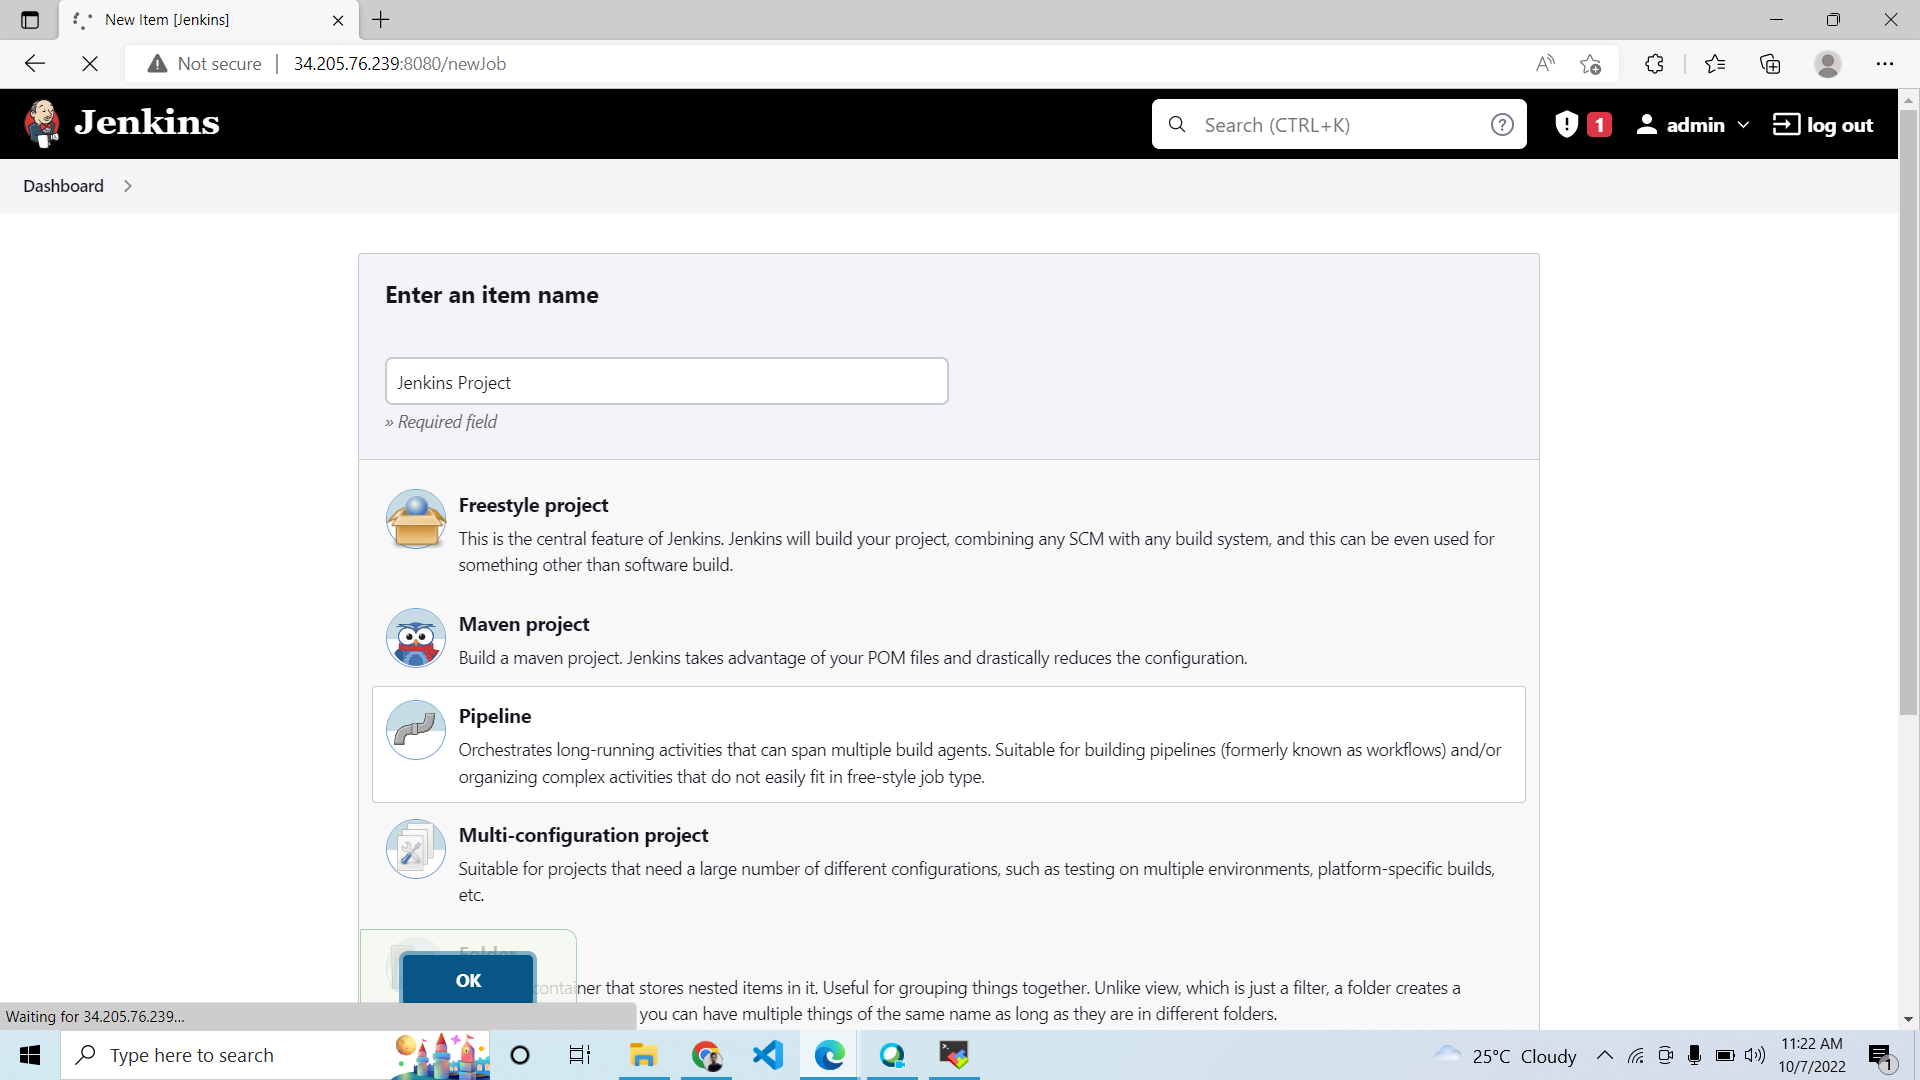 New Item [Jenkins]
Not secure
34.205.76.239:8080/newJob
Jenkins
Search (CTRL+K)
1
admin
log out
Dashboard
Enter an item name
Jenkins Project
» Required field
Freestyle project
This is the central feature of Jenkins. Jenkins will build your project, combining any SCM with any build system, and this can be even used for
something other than software build.
Maven project
Build a maven project. Jenkins takes advantage of your POM files and drastically reduces the configuration.
Pipeline
Orchestrates long-running activities that can span multiple build agents. Suitable for building pipelines (formerly known as workflows) and/or
organizing complex activities that do not easily fit in free-style job type.
Multi-configuration project
Suitable for projects that need a large number of different configurations, such as testing on multiple environments, platform-specific builds,
etc.
Folder
OK
container that stores nested items in it. Useful for grouping things together. Unlike view, which is just a filter, a folder creates a
you can have multiple things of the same name as long as they are in different folders.
Waiting for 34.205.76.239...
Type here to search
25°C Cloudy
11:22 AM
10/7/2022
1